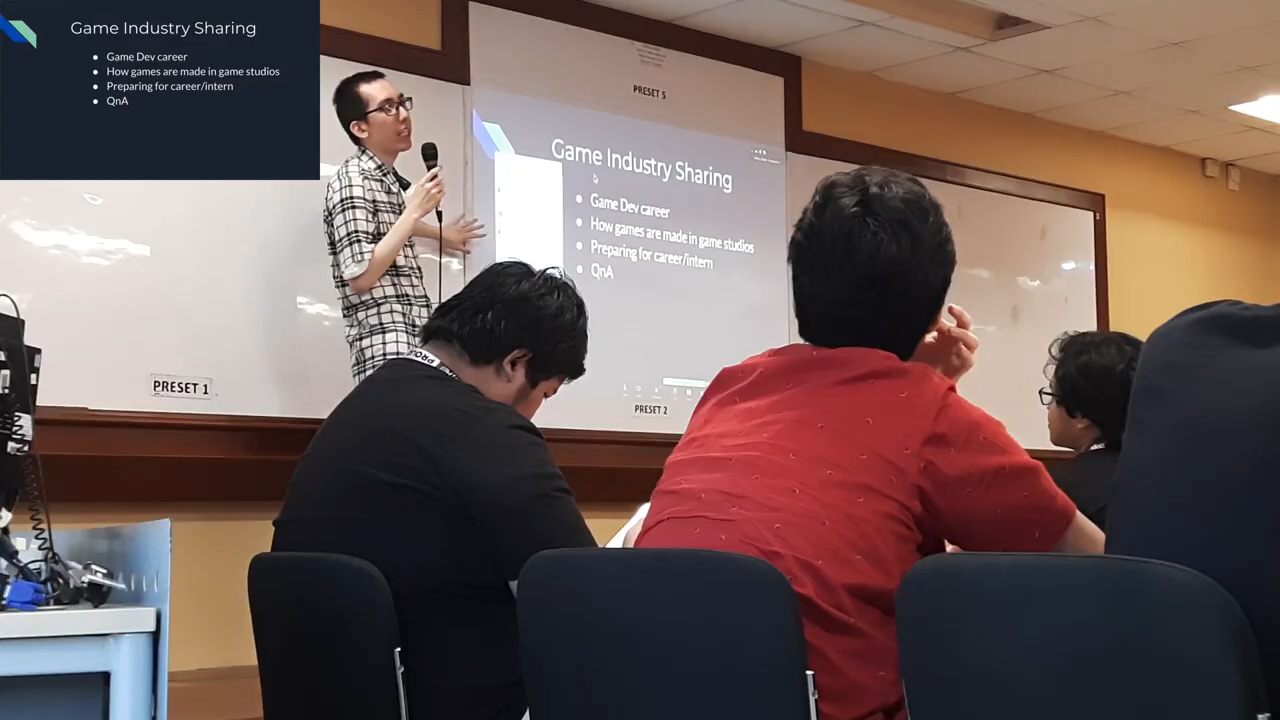 Game Industry Sharing
Game Dev career
How games are made in game studios
Preparing for career/intern
QnA
PRESET 5
Game Industry Sharing
Game Dev career
How games are made in game studios
Preparing for career/intern
QnA
PRESET 1
PRESET 2